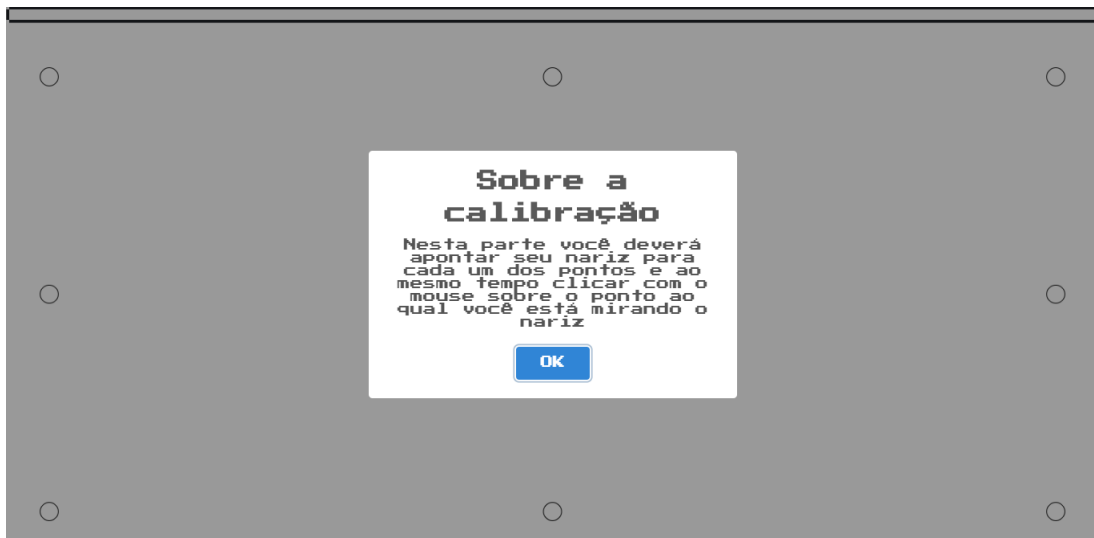 Sobre a
calibração
Nesta parte você deverá
apontar seu nariz para
cada um dos pontos e ao
mesmo tempo clicar com o
mouse sobre o ponto ao
qual você está mirando o
nariz
OK